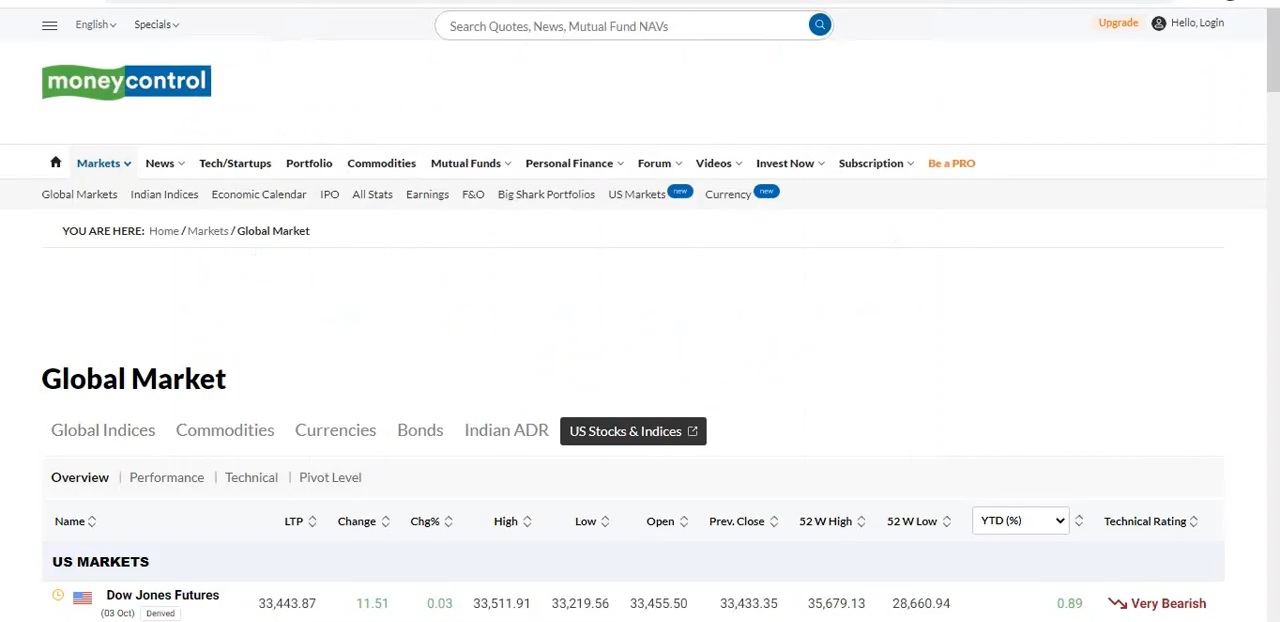 English Specials Search Quotes, News, Mutual Fund NAVs Upgrade Hello, Login
moneycontrol
Markets News Tech/Startups Portfolio Commodities Mutual Funds Personal Finance Forum Videos Invest Now Subscription Be a PRO
Global Markets Indian Indices Economic Calendar IPO All Stats Earnings F&O Big Shark Portfolios US Markets new Currency new
YOU ARE HERE: Home / Markets / Global Market
Global Market
Global Indices Commodities Currencies Bonds Indian ADR US Stocks & Indices
Overview | Performance | Technical | Pivot Level
Name LTP Change Chg% High Low Open Prev. Close 52 W High 52 W Low YTD (%) Technical Rating
US MARKETS
Dow Jones Futures 33,443.87 11.51 0.03 33,511.91 33,219.56 33,455.50 33,433.35 35,679.13 28,660.94 0.89 Very Bearish
(03 Oct) Derived